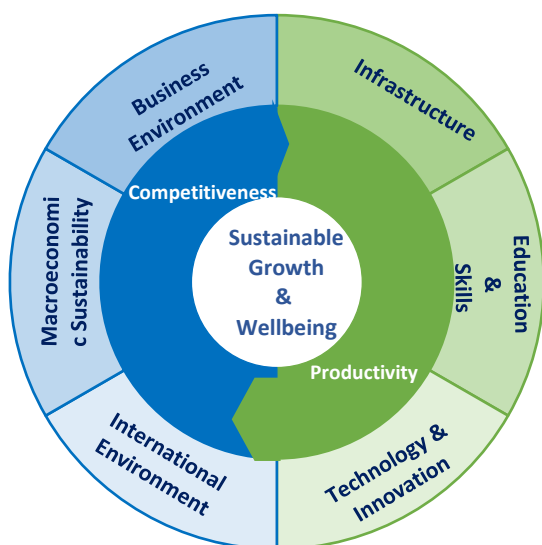 Business
Environment
Infrastructure
Competitiveness
Macroeconomi
c Sustainability
Sustainable
Growth
&
Wellbeing
Education
&
Skills
Productivity
International
Environment
Technology &
Innovation